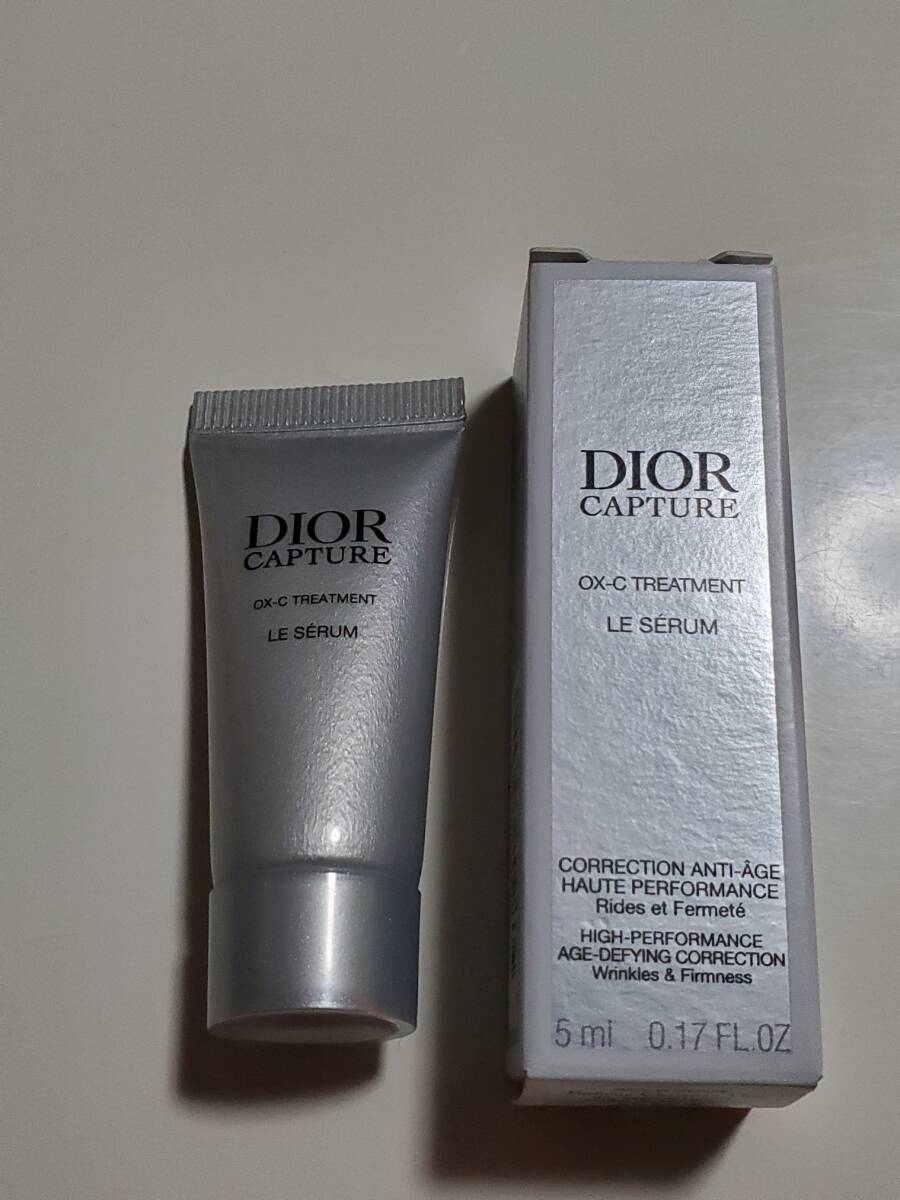 DIOR
CAPTURE
OX-C TREATMENT
LE SÉRUM
DIOR
CAPTURE
OX-C TREATMENT
LE SÉRUM
CORRECTION ANTI-ÂGE
HAUTE PERFORMANCE
Rides et Fermeté
HIGH-PERFORMANCE
AGE-DEFYING CORRECTION
Wrinkles & Firmness
5 ml 0.17 FL.OZ